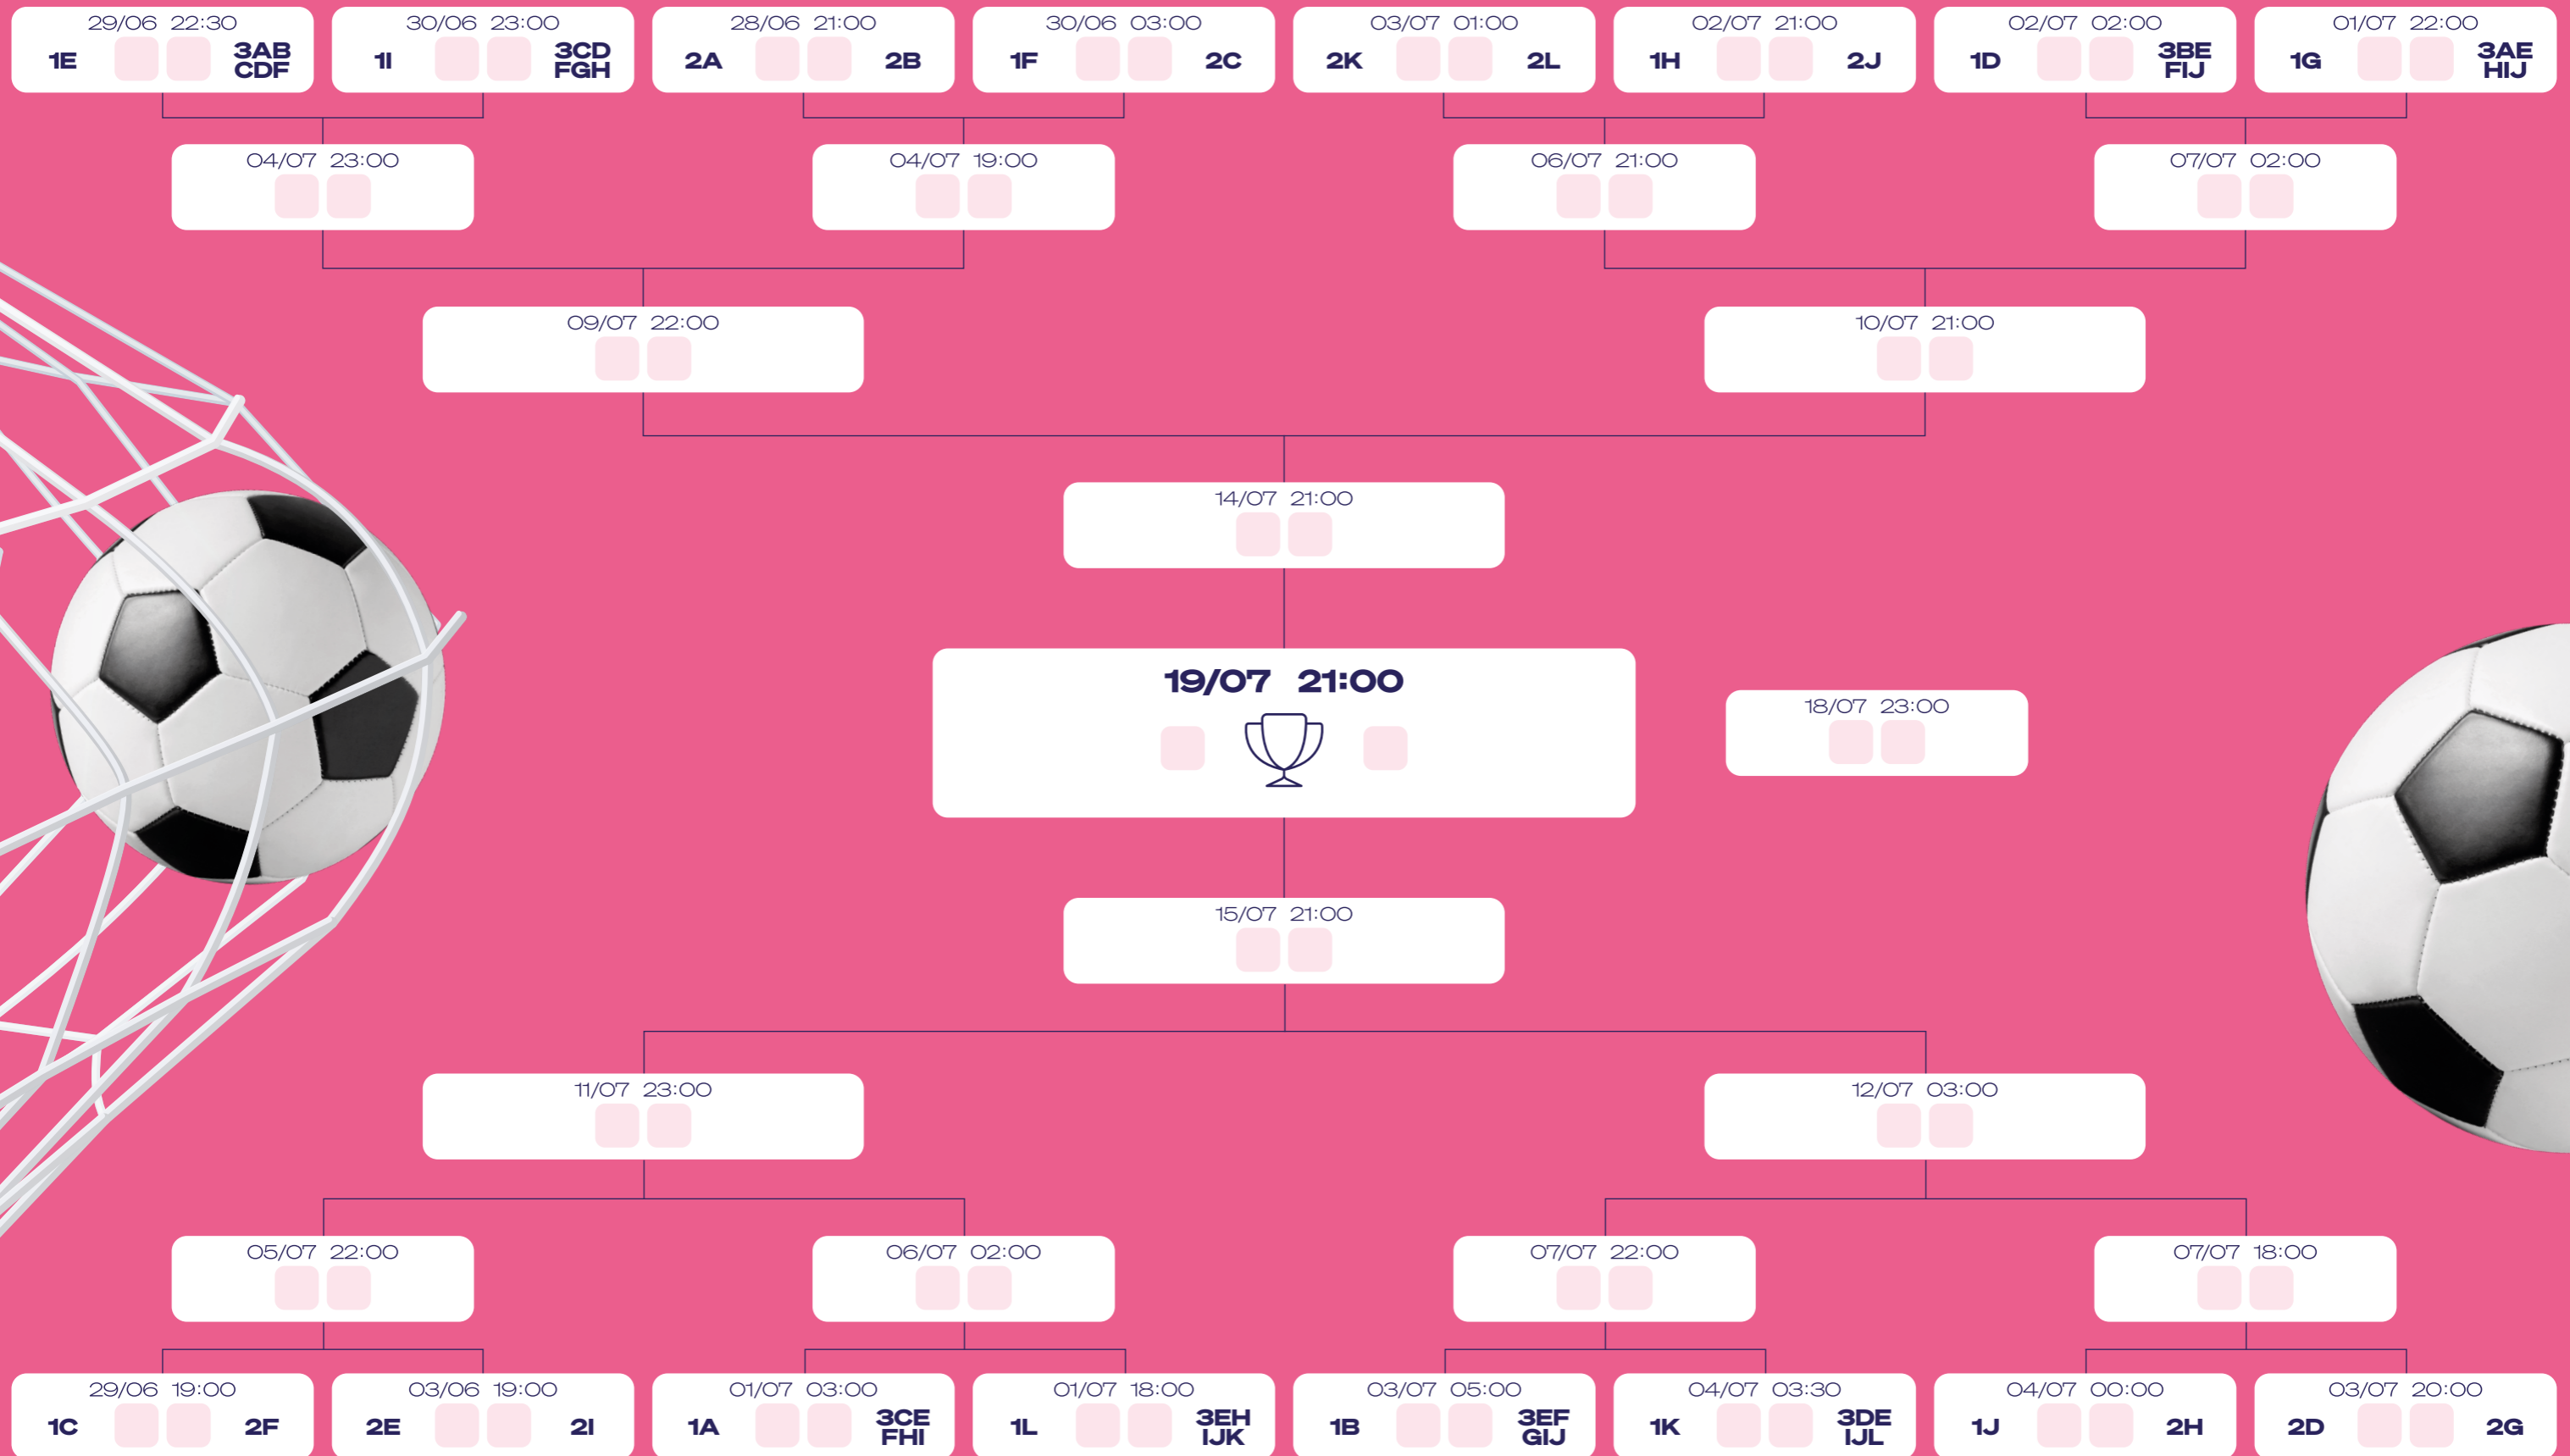 29/06 22:30
1E 3AB
CDF
30/06 23:00
1I 3CD
FGH
28/06 21:00
2A 2B
30/06 03:00
1F 2C
03/07 01:00
2K 2L
02/07 21:00
1H 2J
02/07 02:00
1D 3BE
FIJ
01/07 22:00
1G 3AE
HIJ
04/07 23:00
04/07 19:00
06/07 21:00
07/07 02:00
09/07 22:00
10/07 21:00
14/07 21:00
19/07 21:00
18/07 23:00
15/07 21:00
11/07 23:00
12/07 03:00
05/07 22:00
06/07 02:00
07/07 22:00
07/07 18:00
29/06 19:00
1C 2F
03/06 19:00
2E 2I
01/07 03:00
1A 3CE
FHI
01/07 18:00
1L 3EH
IJK
03/07 05:00
1B 3EF
GIJ
04/07 03:30
1K 3DE
IJL
04/07 00:00
1J 2H
03/07 20:00
2D 2G